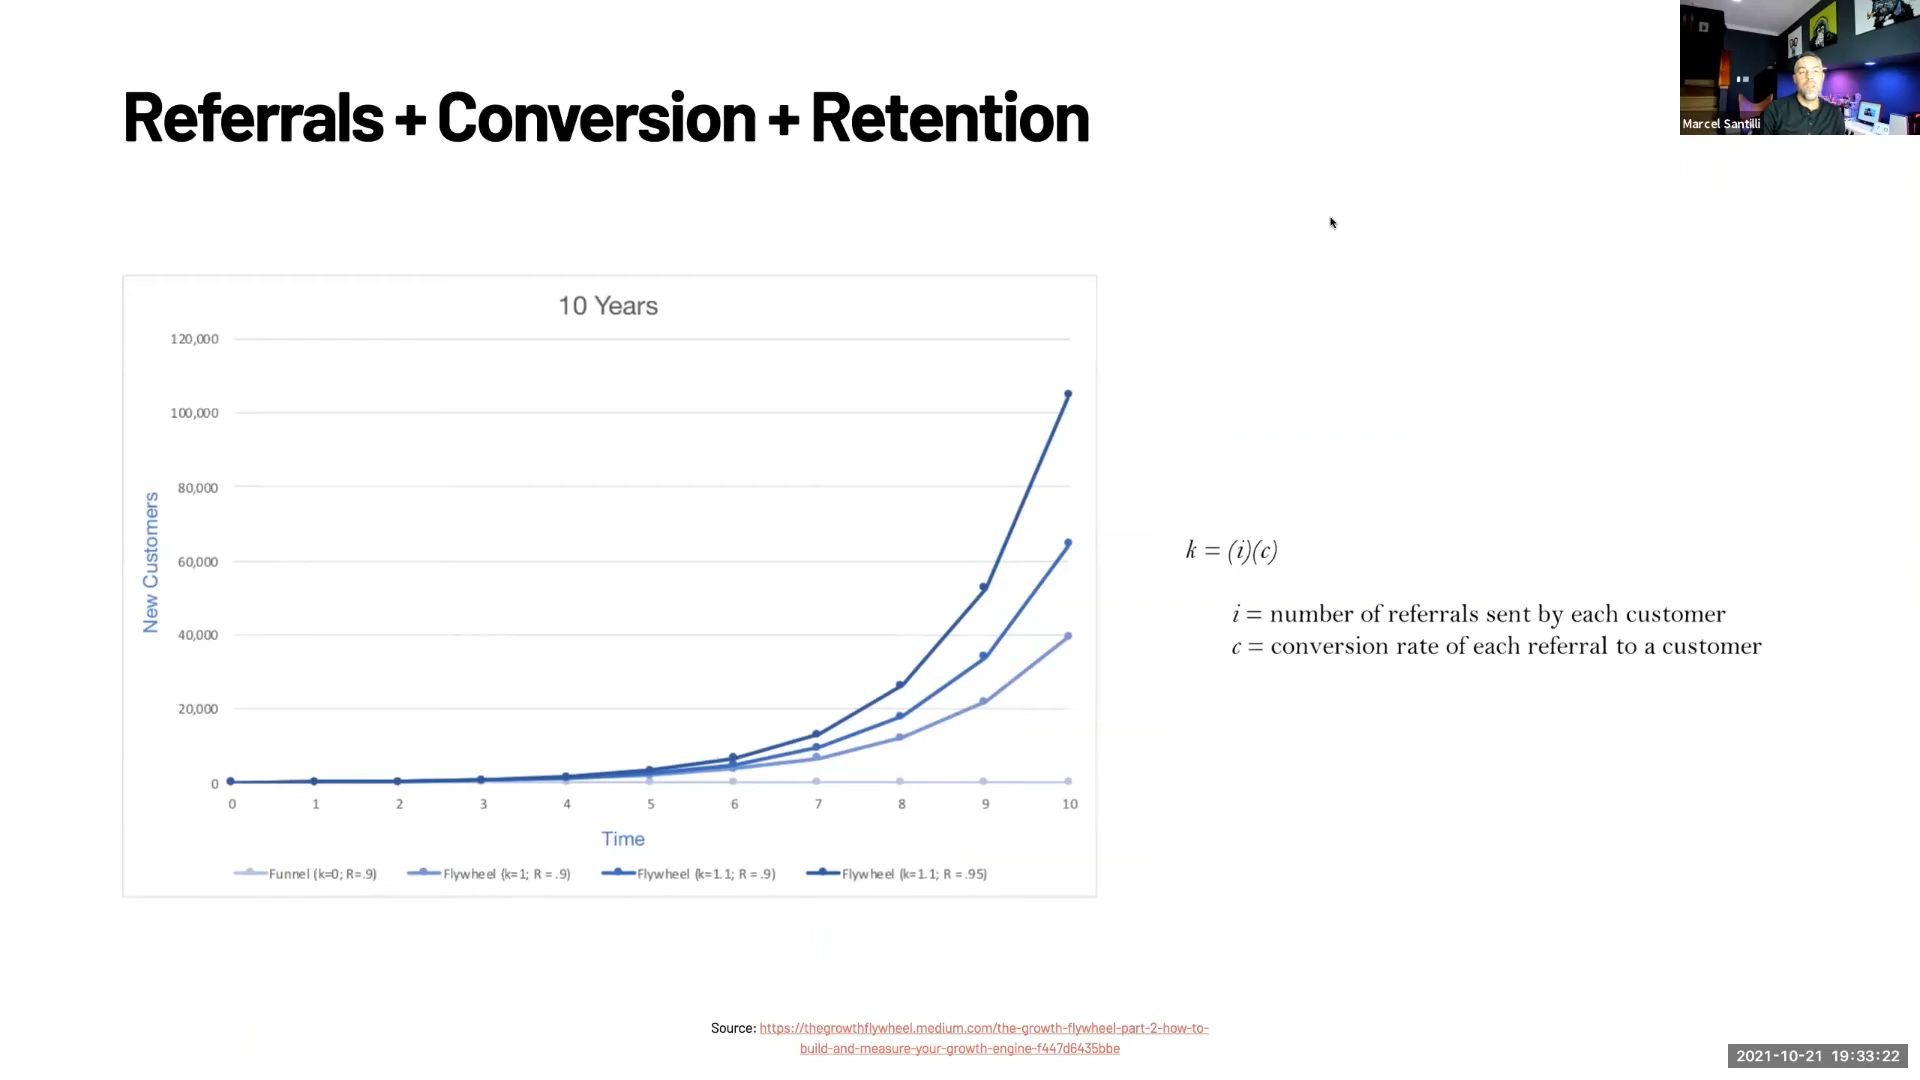 Referrals + Conversion + Retention
Marcel Santilli
10 Years
120,000
100,000
80,000
60,000
40,000
20,000
0
New Customers
0 1 2 3 4 5 6 7 8 9 10
Time
Funnel (k=0; R=.9) Flywheel (k=1; R = .9) Flywheel (k=1.1; R = .9) Flywheel (k=1.1; R = .95)
k = (i)(c)
i = number of referrals sent by each customer
c = conversion rate of each referral to a customer
Source: https://thegrowthflywheel.medium.com/the-growth-flywheel-part-2-how-to-
build-and-measure-your-growth-engine-f447d6435bbe
2021-10-21 19:33:22